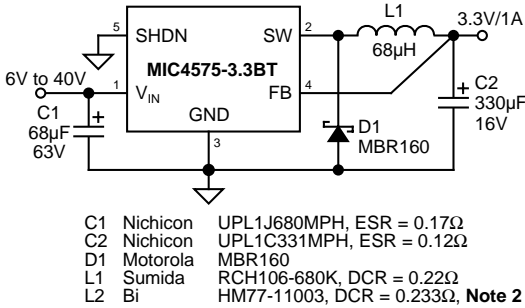 L1
3.3V/1A
5
SHDN
SW
2
68µH
MIC4575-3.3BT
6V to 40V
1
VIN
FB
4
C2
330µF
16V
C1
68µF
63V
GND
3
D1
MBR160
C1 Nichicon UPL1J680MPH, ESR = 0.17Ω
C2 Nichicon UPL1C331MPH, ESR = 0.12Ω
D1 Motorola MBR160
L1 Sumida RCH106-680K, DCR = 0.22Ω
L2 Bi HM77-11003, DCR = 0.233Ω, Note 2